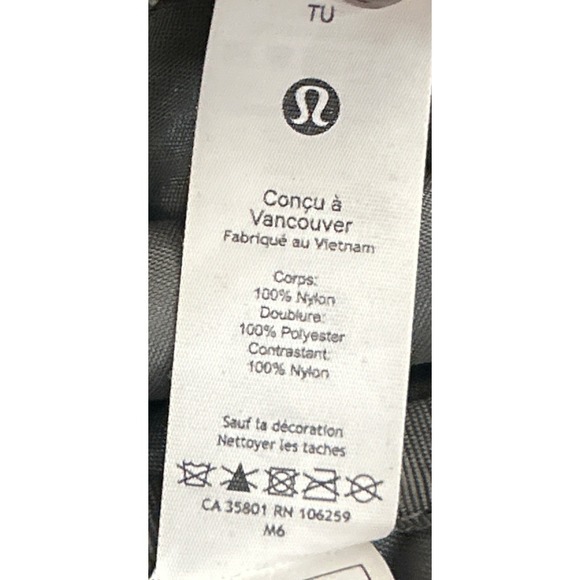 TU
Conçu à
Vancouver
Fabriqué au Vietnam
Corps:
100% Nylon
Doublure:
100% Polyester
Contrastant:
100% Nylon
Sauf la décoration
Nettoyer les taches
CA 35801 RN 106259
M6